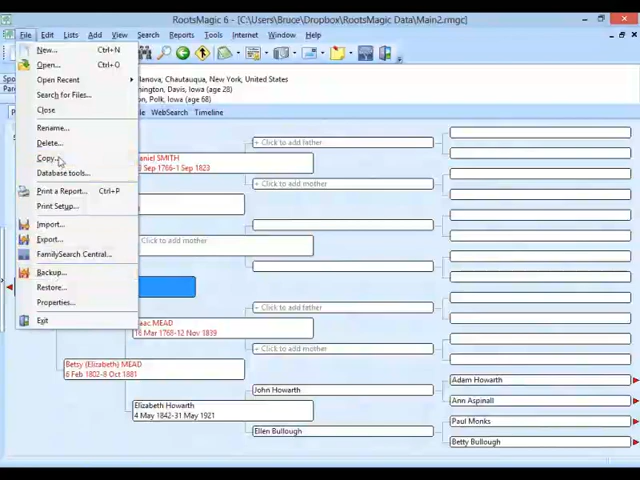 RootsMagic 6 - [C:\Users\Bruce\Dropbox\RootsMagic Data\Main2.rmgc]
File Edit Lists Add View Search Reports Tools Internet Window Help
New... Ctrl+N
Open... Ctrl+O
Open Recent
Search for Files...
Close
Rename...
Delete...
Copy...
Database tools...
Print a Report... Ctrl+P
Print Setup...
Import...
Export...
FamilySearch Central...
Backup...
Restore...
Properties...
Exit
Spo
Pare
lanova, Chautauqua, New York, United States
nington, Davis, Iowa (age 28)
on, Polk, Iowa (age 68)
WebSearch Timeline
aniel SMITH
Sep 1766-1 Sep 1823
Click to add mother
aac MEAD
16 Mar 1768-12 Nov 1839
Betsy (Elizabeth) MEAD
6 Feb 1802-8 Oct 1881
Elizabeth Howarth
4 May 1842-31 May 1921
+ Click to add father
+ Click to add mother
+ Click to add father
+ Click to add mother
John Howarth
Ellen Bullough
Adam Howarth
Ann Aspinall
Paul Monks
Betty Bullough